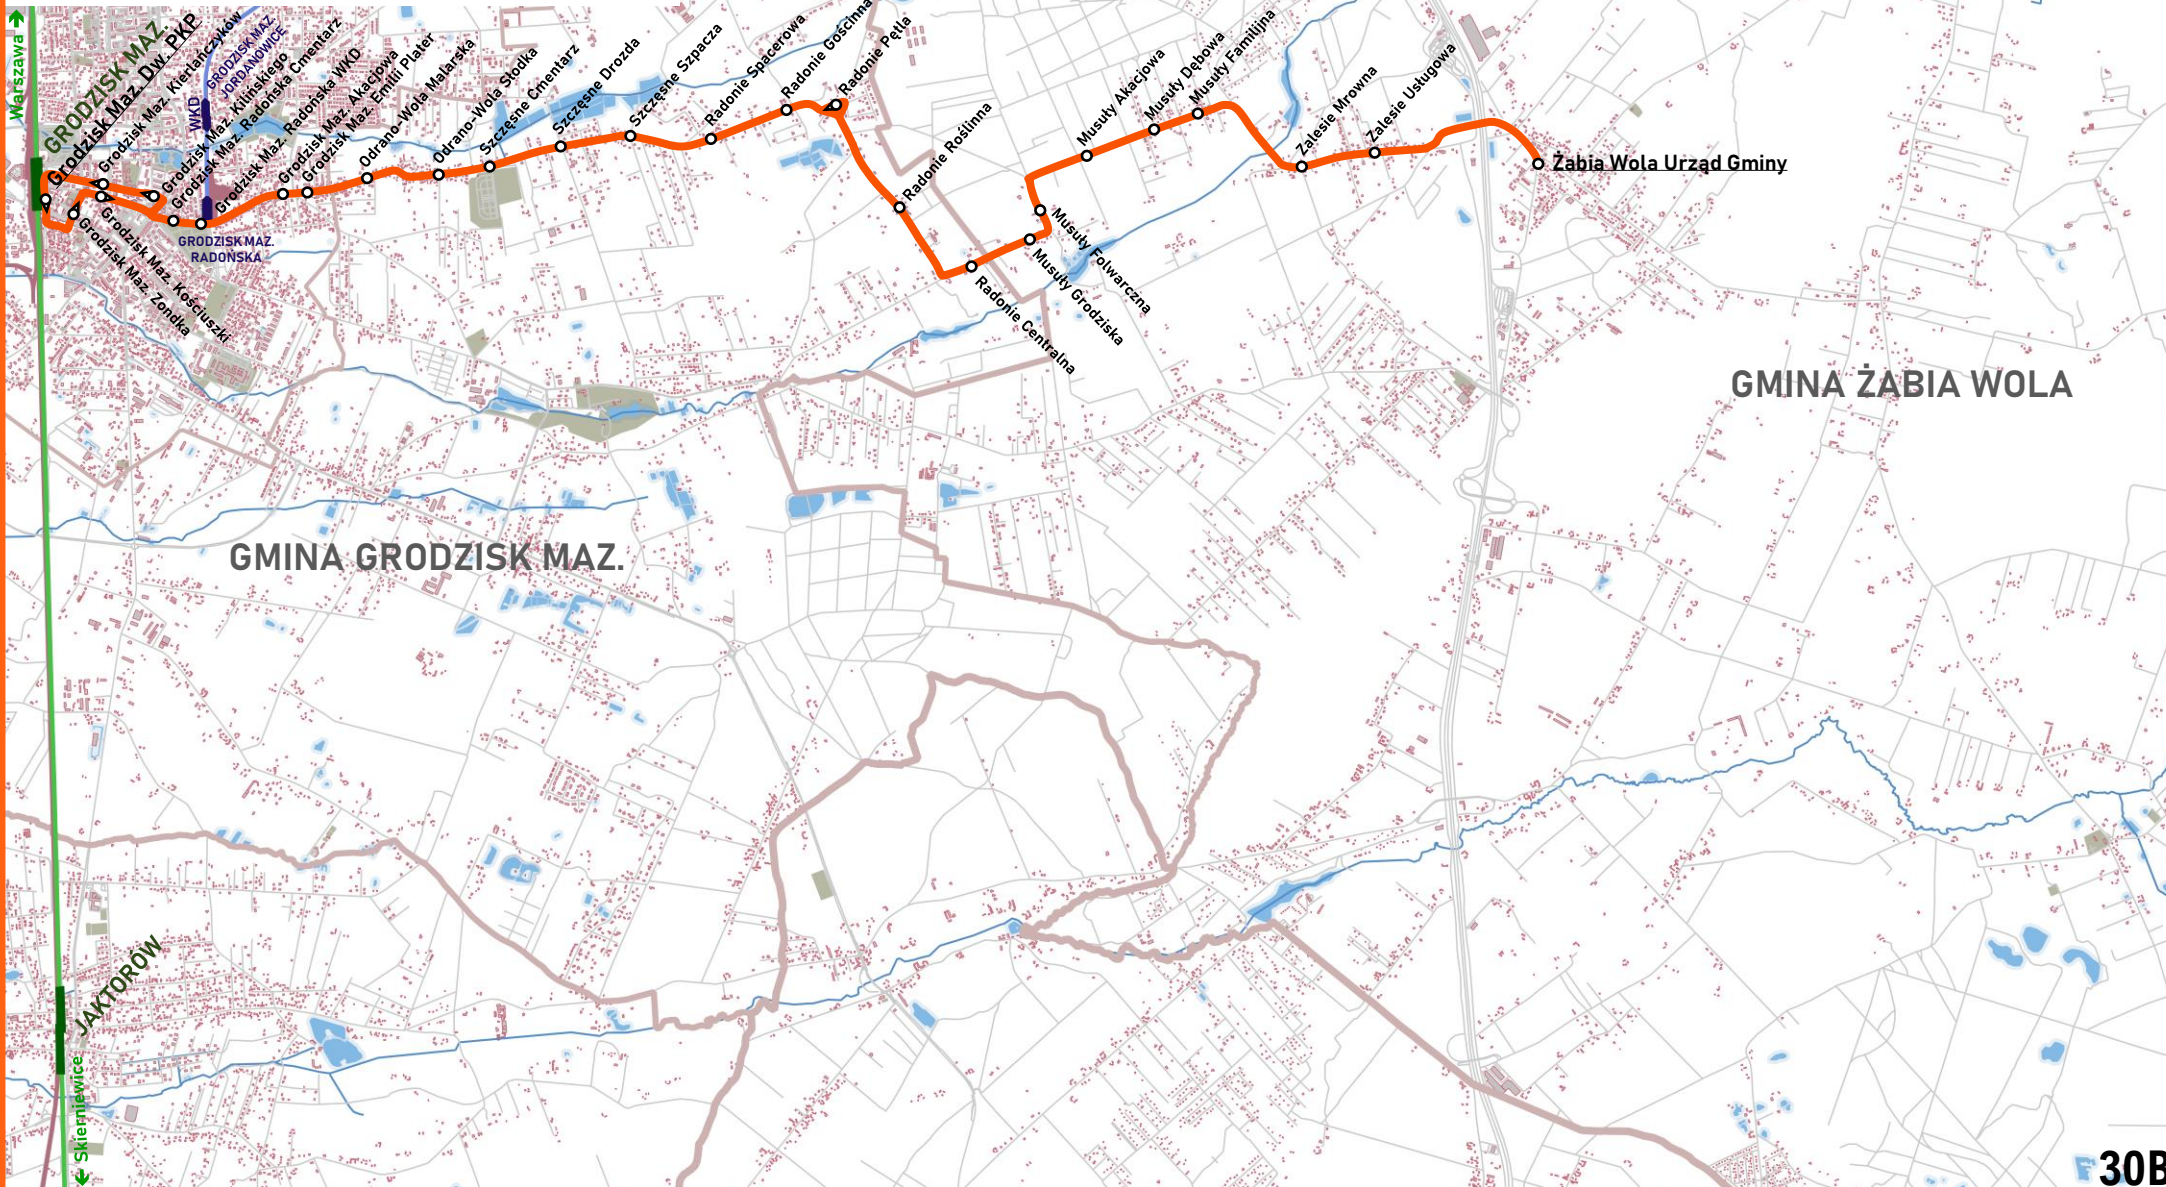 Warszawa
GRODZISK MAZ.
Grodzisk Maz. Dw. PKP
Grodzisk Maz. Kierlańczyków
WKD
GRODZISK MAZ.
JORDANOWICE
Grodzisk Maz. Kilińskiego
Grodzisk Maz. Radońska Cmentarz
Grodzisk Maz. Radońska WKD
Grodzisk Maz. Akacjowa
Grodzisk Maz. Emilii Plater
Odrano-Wola Malarska
Odrano-Wola Słodka
Szczęsne Cmentarz
Szczęsne Drozda
Szczęsne Szpacza
Radonie Spacerowa
Radonie Gościnna
Radonie Pętla
Radonie Roślinna
Radonie Centralna
Musuły Grodziska
Musuły Folwarczna
Musuły Akacjowa
Musuły Dębowa
Musuły Familijna
Zalesie Mrowna
Zalesie Usługowa
Żabia Wola Urząd Gminy
GRODZISK MAZ.
RADOŃSKA
Grodzisk Maz. Kościuszki
Grodzisk Maz. Żondka
GMINA ŻABIA WOLA
GMINA GRODZISK MAZ.
JAKTORÓW
Skierniewice
30B